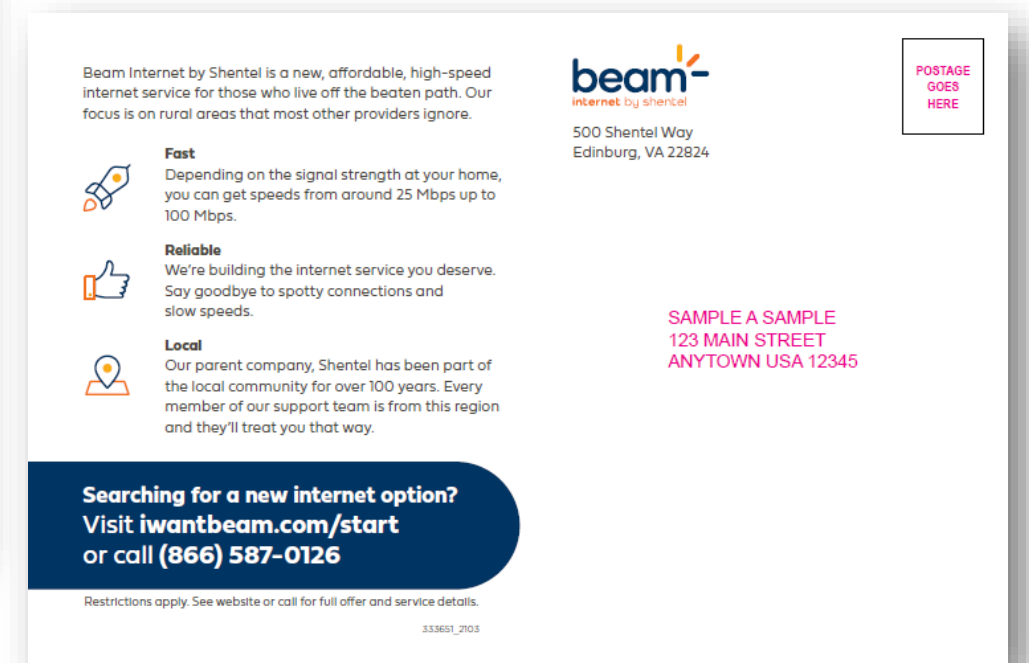 Beam Internet by Shentel is a new, affordable, high-speed
internet service for those who live off the beaten path. Our
focus is on rural areas that most other providers ignore.
Fast
Depending on the signal strength at your home,
you can get speeds from around 25 Mbps up to
100 Mbps.
Reliable
We're building the internet service you deserve.
Say goodbye to spotty connections and
slow speeds.
Local
Our parent company, Shentel has been part of
the local community for over 100 years. Every
member of our support team is from this region
and they'll treat you that way.
Searching for a new internet option?
Visit iwantbeam.com/start
or call (866) 587-0126
Restrictions apply. See website or call for full offer and service details.
333651_2103
beam
internet by shentel
500 Shentel Way
Edinburg, VA 22824
POSTAGE
GOES
HERE
SAMPLE A SAMPLE
123 MAIN STREET
ANYTOWN USA 12345